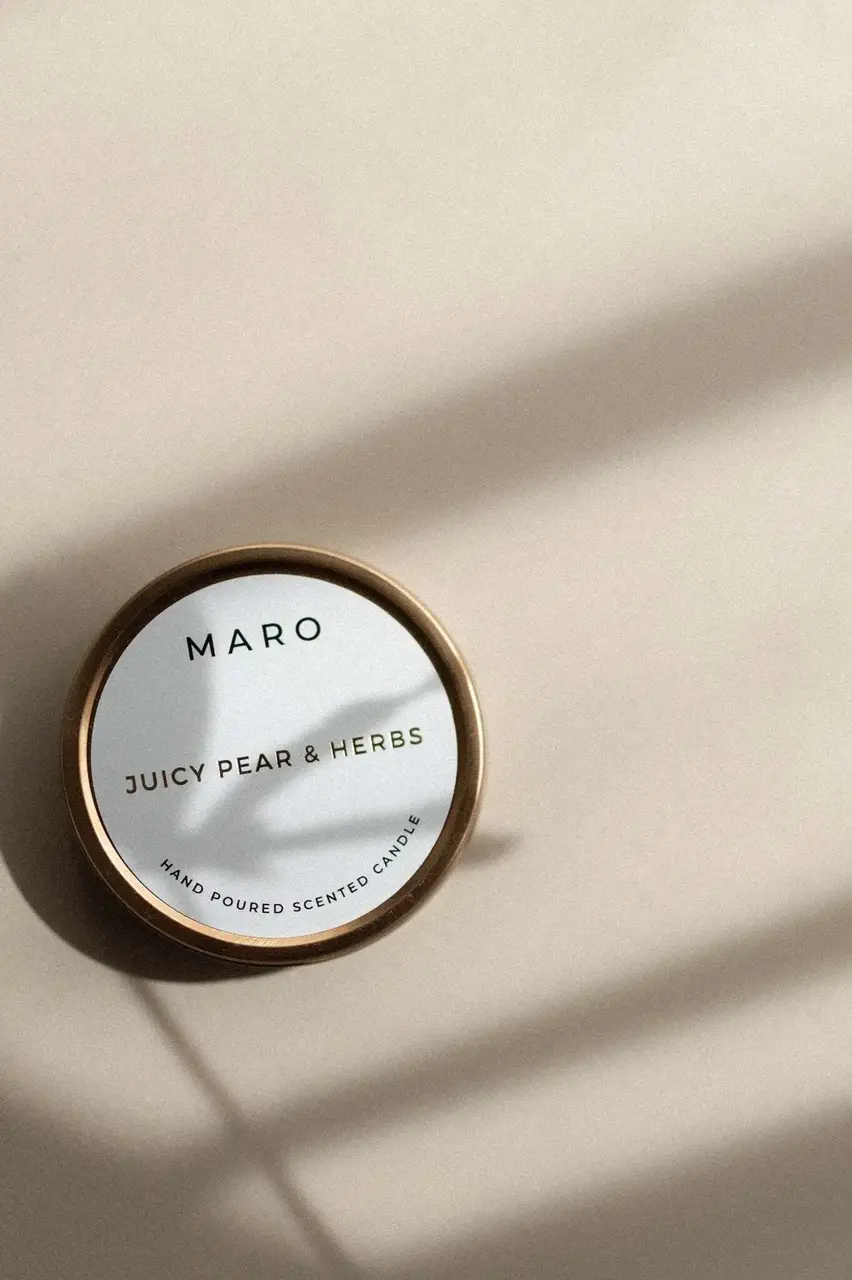 MARO
JUICY PEAR & HERBS
HAND POURED SCENTED CANDLE